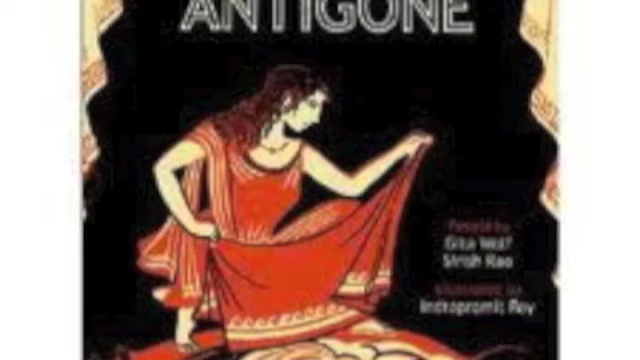 ANTIGONE
Retold by
Gita Wolf
Sirish Rao
Illustrated by
Indrapramit Roy